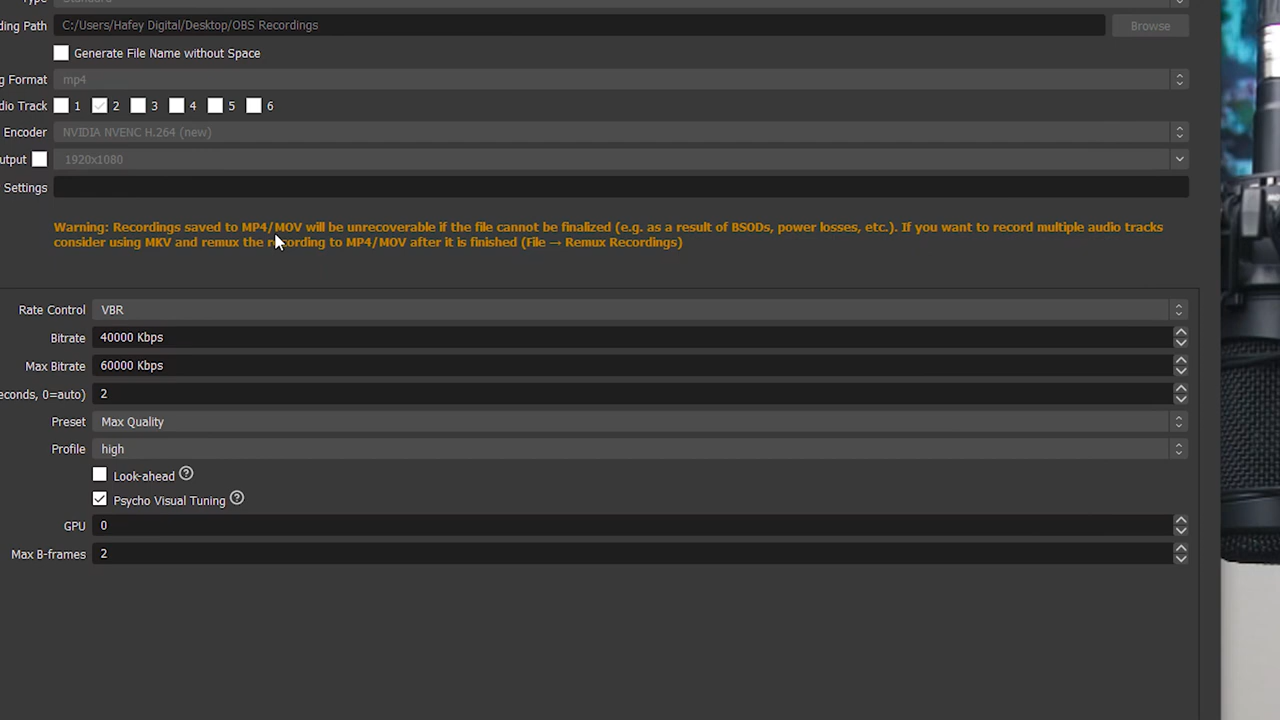 Type Standard
ding Path C:/Users/Hafey Digital/Desktop/OBS Recordings Browse
Generate File Name without Space
g Format mp4
dio Track 1 2 3 4 5 6
Encoder NVIDIA NVENC H.264 (new)
utput 1920x1080
Settings
Warning: Recordings saved to MP4/MOV will be unrecoverable if the file cannot be finalized (e.g. as a result of BSODs, power losses, etc.). If you want to record multiple audio tracks
consider using MKV and remux the recording to MP4/MOV after it is finished (File → Remux Recordings)
Rate Control VBR
Bitrate 40000 Kbps
Max Bitrate 60000 Kbps
econds, 0=auto) 2
Preset Max Quality
Profile high
Look-ahead ?
Psycho Visual Tuning ?
GPU 0
Max B-frames 2